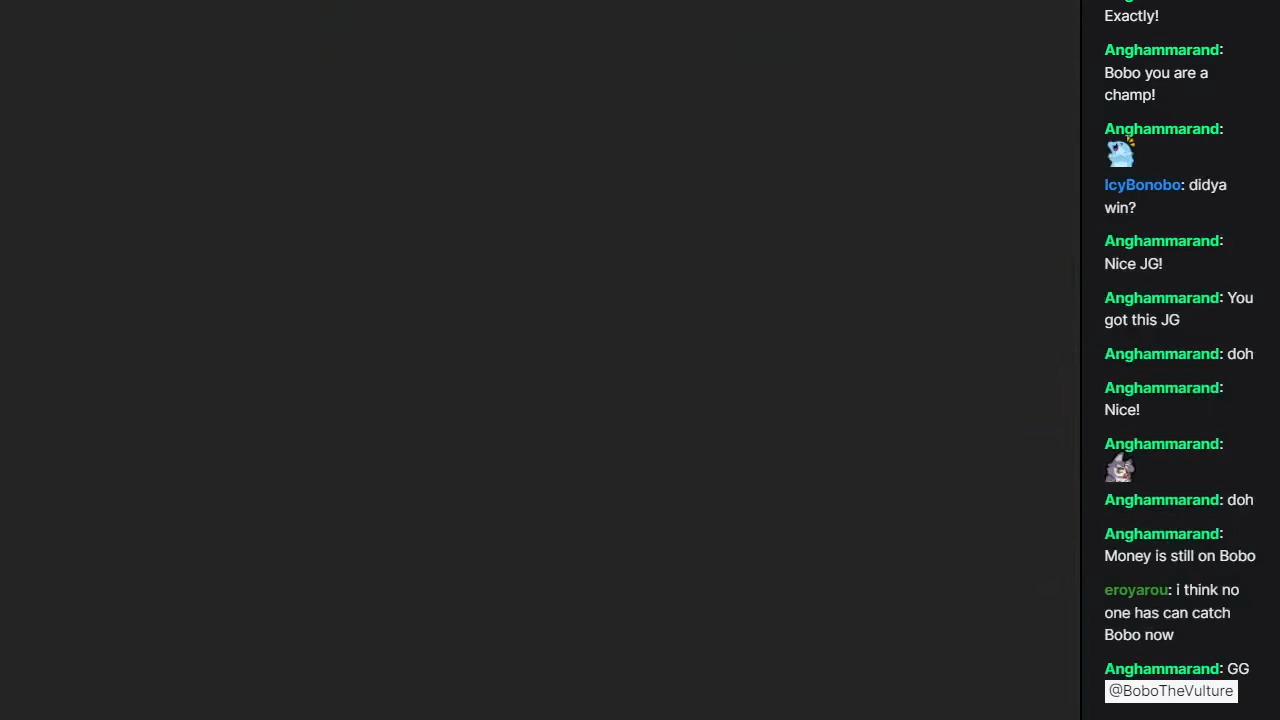 Exactly!
Anghammarand:
Bobo you are a
champ!
Anghammarand:
IcyBonobo: didya
win?
Anghammarand:
Nice JG!
Anghammarand: You
got this JG
Anghammarand: doh
Anghammarand:
Nice!
Anghammarand:
Anghammarand: doh
Anghammarand:
Money is still on Bobo
eroyarou: i think no
one has can catch
Bobo now
Anghammarand: GG
@BoboTheVulture